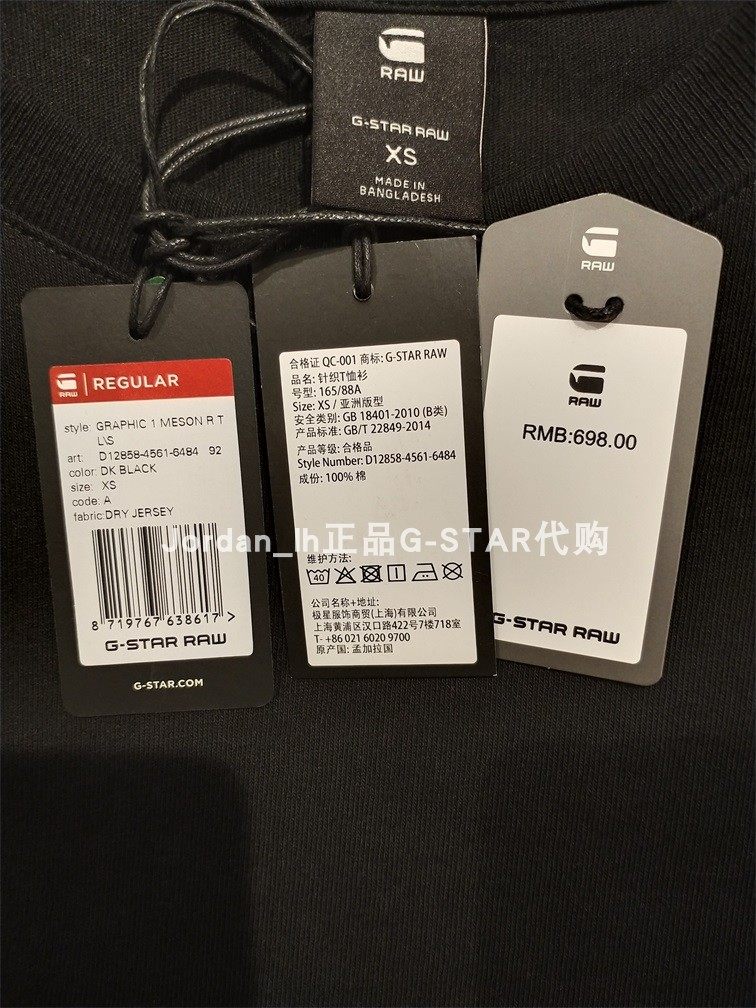 RAW
G-STAR RAW
XS
MADE IN
BANGLADESH
REGULAR
style: GRAPHIC 1 MESON R T
L\S
art: D12858-4561-6484 92
color: DK BLACK
size: XS
code: A
fabric:DRY JERSEY
8 719767 638617 >
G-STAR RAW
G-STAR.COM
合格证 QC-001 商标: G-STAR RAW
品名: 针织T恤衫
号型: 165/88A
Size: XS / 亚洲版型
安全类别: GB 18401-2010 (B类)
产品标准: GB/T 22849-2014
产品等级: 合格品
Style Number: D12858-4561-6484
成份: 100% 棉
维护方法:
40
公司名称+地址:
极星服饰商贸(上海)有限公司
上海黄浦区汉口路422号7楼718室
T- +86 021 6020 9700
原产国: 孟加拉国
RAW
RAW
RMB:698.00
G-STAR RAW
Jordan_lh正品G-STAR代购